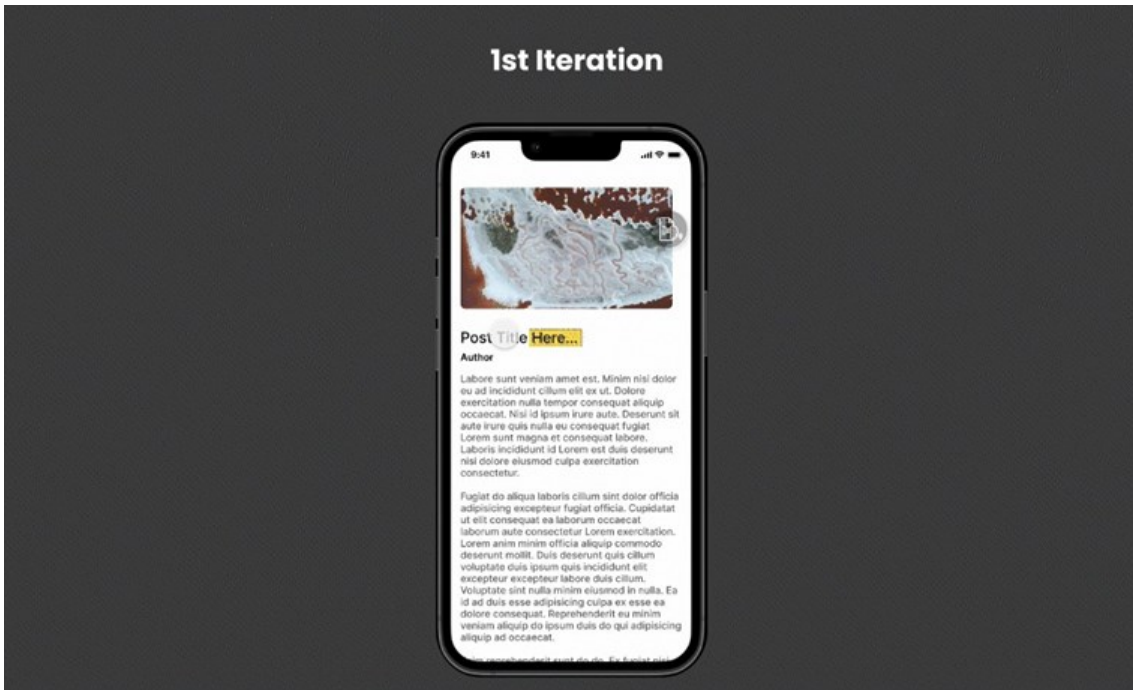 1st Iteration
9:41
Post Title Here...
Author
Labore sunt veniam amet est. Minim nisi dolor
eu ad incididunt cillum elit ex ut. Dolore
exercitation nulla tempor consequat aliquip
occaecat. Nisi id ipsum irure aute. Deserunt sit
aute irure quis nulla eu consequat fugiat
Lorem sunt magna et consequat labore.
Laboris incididunt id Lorem est duis deserunt
nisi dolore eiusmod culpa exercitation
consectetur.
Fugiat do aliqua laboris cillum sint dolor officia
adipisicing excepteur fugiat officia. Cupidatat
ut elit consequat ea laborum occaecat
laborum aute consectetur Lorem exercitation.
Lorem anim minim officia aliquip commodo
deserunt mollit. Duis deserunt quis cillum
voluptate duis ipsum quis incididunt elit
excepteur excepteur labore duis cillum.
Voluptate sint nulla minim eiusmod in nulla. Ea
id ad duis esse adipisicing culpa ex esse ea
dolore consequat. Reprehenderit eu minim
veniam aliquip do ipsum duis do qui adipisicing
aliquip ad occaecat.
reprehenderit sunt do do. Ex fugiat nisi